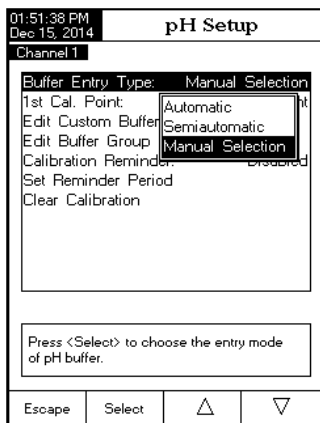 01:51:38 PM
Dec 15, 2014
pH Setup
Channel 1
Buffer Entry Type: Manual Selection
1st Cal. Point: nt
Edit Custom Buffer
Edit Buffer Group
Calibration Reminder:
Set Reminder Period
Clear Calibration
Automatic
Semiautomatic
Manual Selection
Press <Select> to choose the entry mode
of pH buffer.
Escape Select